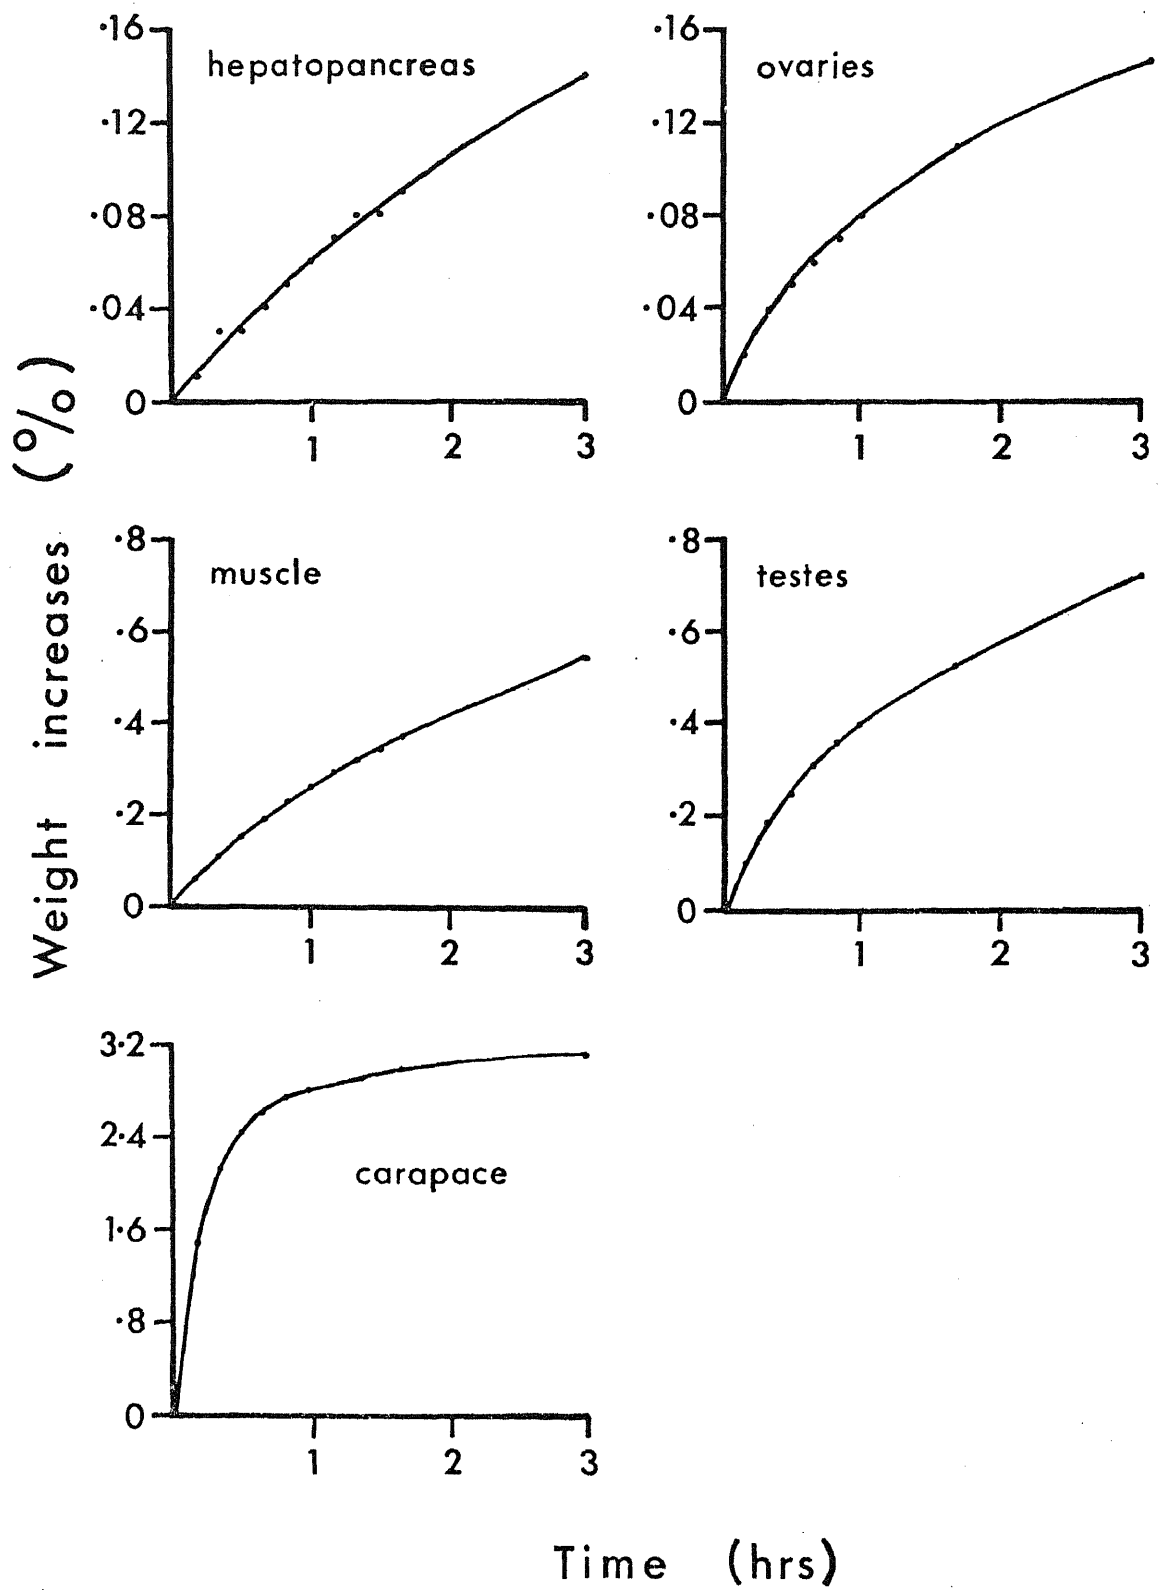 Weight increases (%)
hepatopancreas
·16
·12
·08
·04
0
1 2 3
ovaries
·16
·12
·08
·04
0
1 2 3
muscle
·8
·6
·4
·2
0
1 2 3
testes
·8
·6
·4
·2
0
1 2 3
carapace
3·2
2·4
1·6
·8
0
1 2 3
Time (hrs)